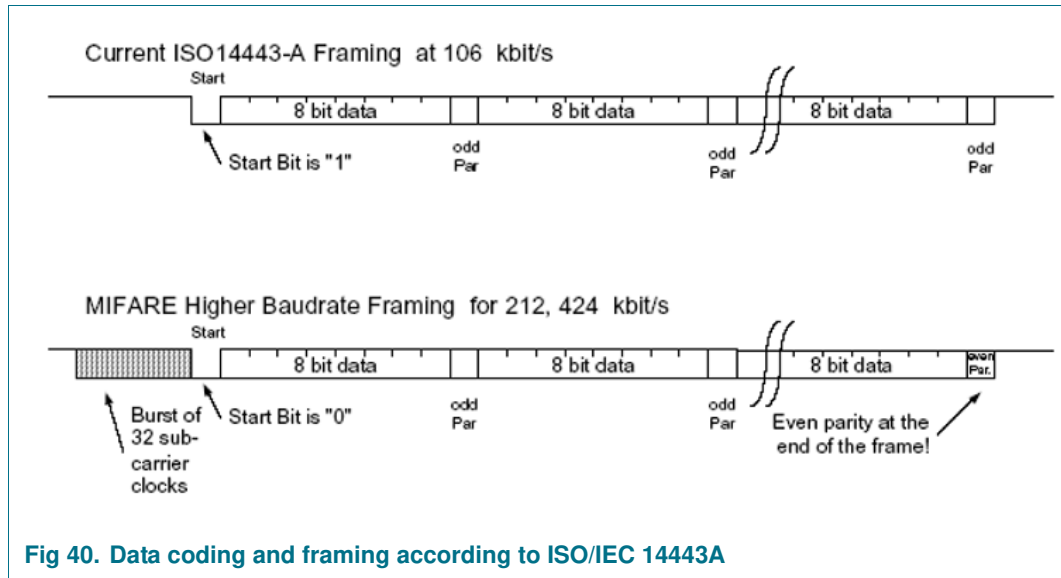 Current ISO14443-A Framing at 106 kbit/s
Start
8 bit data 8 bit data 8 bit data
Start Bit is "1"
odd
Par
odd
Par
odd
Par
MIFARE Higher Baudrate Framing for 212, 424 kbit/s
Start
8 bit data 8 bit data 8 bit data
even
Par.
Burst of
32 sub-
carrier
clocks
Start Bit is "0"
odd
Par
odd
Par
Even parity at the
end of the frame!
Fig 40. Data coding and framing according to ISO/IEC 14443A